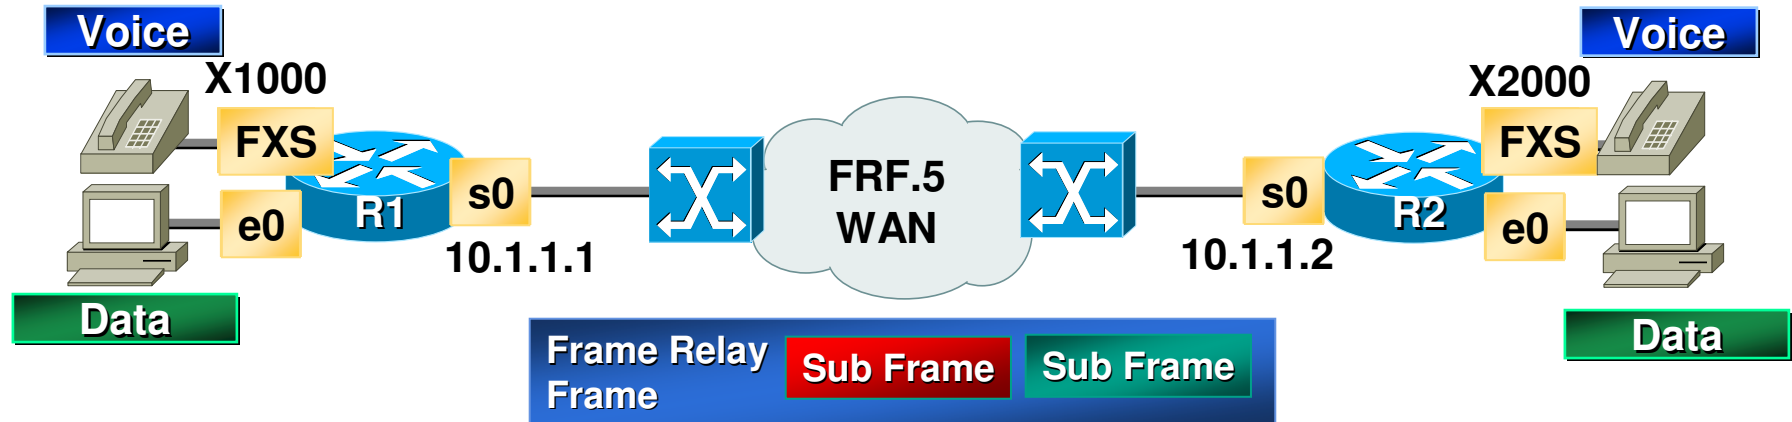 Voice
Voice
X1000
X2000
FXS
FXS
FRF.5
WAN
s0
s0
R1
R2
e0
e0
10.1.1.1
10.1.1.2
Data
Data
Frame Relay
Frame
Sub Frame
Sub Frame